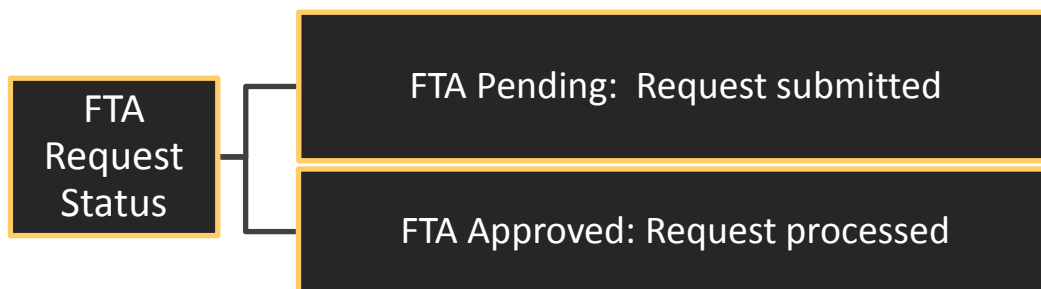 FTA
Request
Status
FTA Pending:  Request submitted
FTA Approved: Request processed